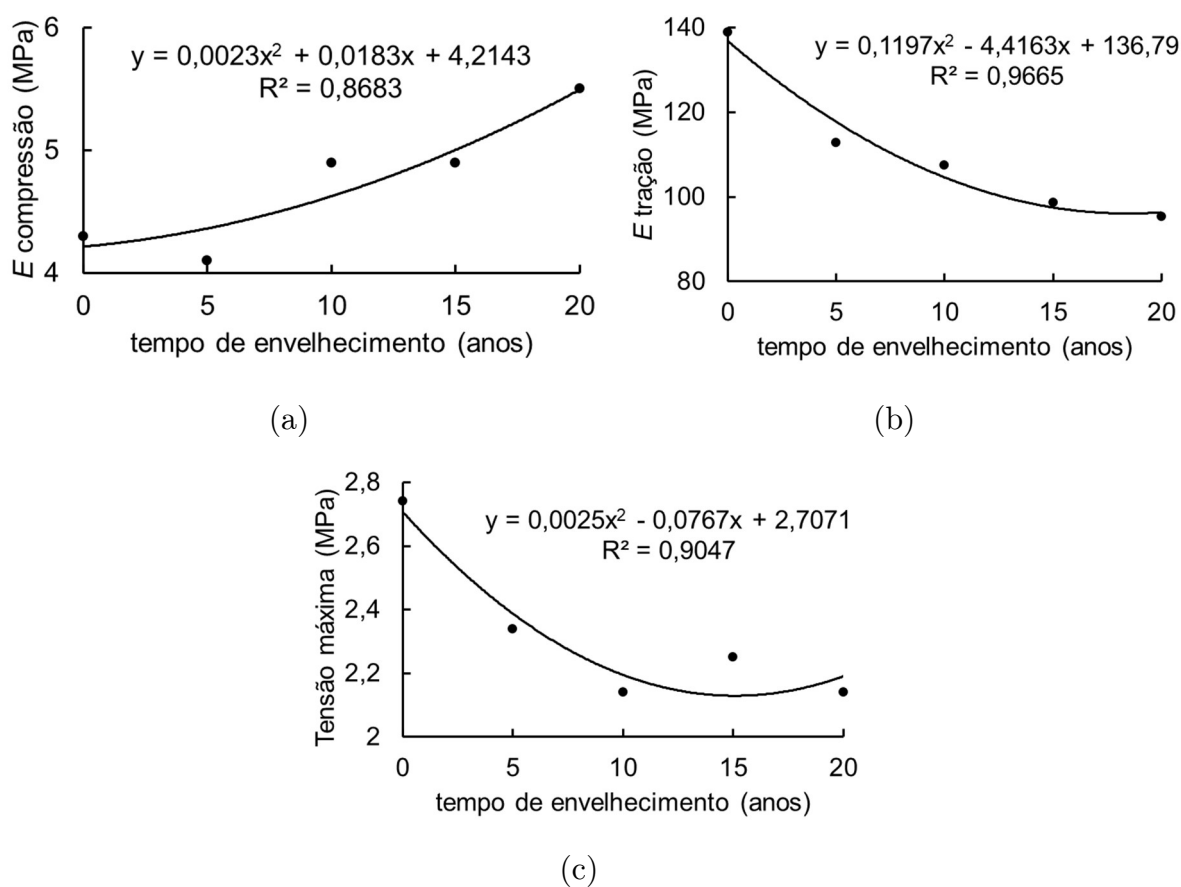 6
5
4
E compressão (MPa)
y = 0,0023x² + 0,0183x + 4,2143
R² = 0,8683
0 5 10 15 20
tempo de envelhecimento (anos)
(a)
140
120
100
80
E tração (MPa)
y = 0,1197x² - 4,4163x + 136,79
R² = 0,9665
0 5 10 15 20
tempo de envelhecimento (anos)
(b)
2,8
2,6
2,4
2,2
2
Tensão máxima (MPa)
y = 0,0025x² - 0,0767x + 2,7071
R² = 0,9047
0 5 10 15 20
tempo de envelhecimento (anos)
(c)